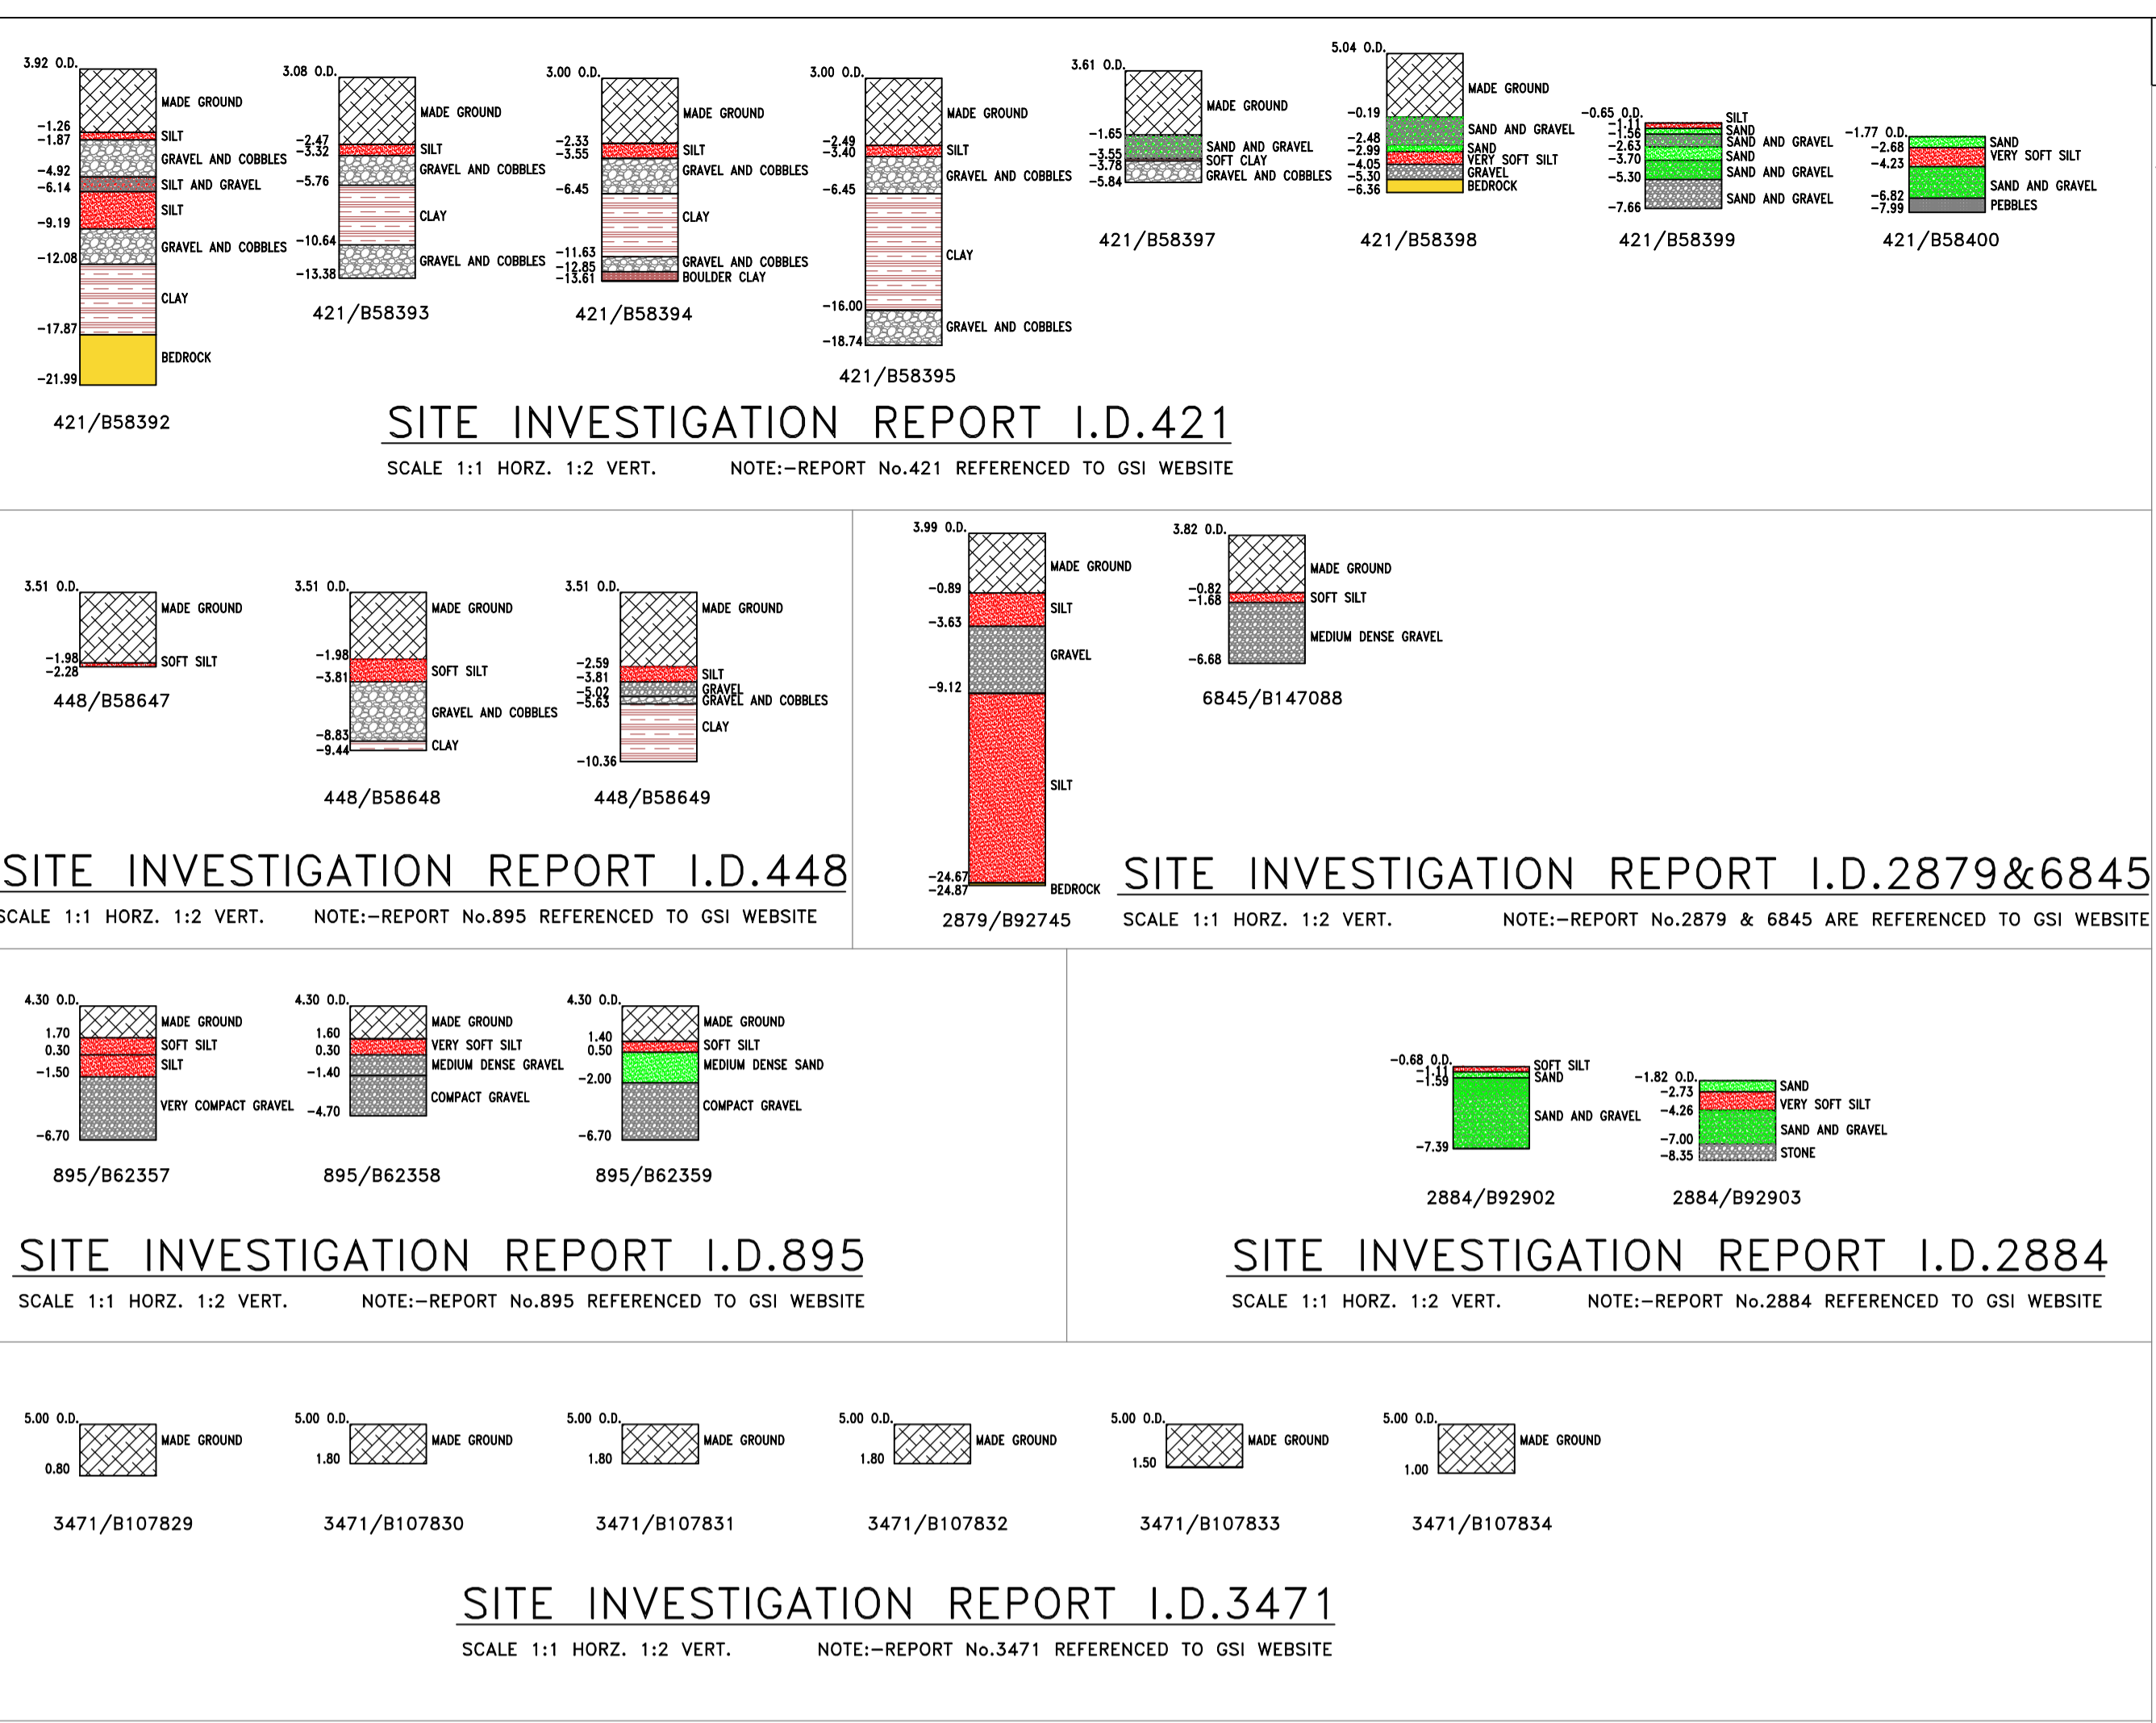 3.92 O.D.
MADE GROUND
-1.26
SILT
-1.87
GRAVEL AND COBBLES
-4.92
SILT AND GRAVEL
-6.14
SILT
-9.19
GRAVEL AND COBBLES
-12.08
CLAY
-17.87
BEDROCK
-21.99
421/B58392
3.08 O.D.
MADE GROUND
-2.47
SILT
-3.32
GRAVEL AND COBBLES
-5.76
CLAY
-10.64
GRAVEL AND COBBLES
-13.38
421/B58393
3.00 O.D.
MADE GROUND
-2.33
SILT
-3.55
GRAVEL AND COBBLES
-6.45
CLAY
-11.63
GRAVEL AND COBBLES
-12.85
BOULDER CLAY
-13.61
421/B58394
3.00 O.D.
MADE GROUND
-2.49
SILT
-3.40
GRAVEL AND COBBLES
-6.45
CLAY
-16.00
GRAVEL AND COBBLES
-18.74
421/B58395
3.61 O.D.
MADE GROUND
-1.65
SAND AND GRAVEL
-3.55
SOFT CLAY
-3.78
GRAVEL AND COBBLES
-5.84
421/B58397
5.04 O.D.
MADE GROUND
-0.19
SAND AND GRAVEL
-2.48
SAND
-2.99
VERY SOFT SILT
-4.05
GRAVEL
-5.30
BEDROCK
-6.36
421/B58398
-0.65 O.D.
SILT
-1.11
SAND
-1.56
SAND AND GRAVEL
-2.63
SAND
-3.70
SAND AND GRAVEL
-5.30
SAND AND GRAVEL
-7.66
421/B58399
-1.77 O.D.
SAND
-2.68
VERY SOFT SILT
-4.23
SAND AND GRAVEL
-6.82
PEBBLES
-7.99
421/B58400
SITE INVESTIGATION REPORT I.D.421
SCALE 1:1 HORZ. 1:2 VERT. NOTE:-REPORT No.421 REFERENCED TO GSI WEBSITE
3.51 O.D.
MADE GROUND
-1.98
SOFT SILT
-2.28
448/B58647
3.51 O.D.
MADE GROUND
-1.98
SOFT SILT
-3.81
GRAVEL AND COBBLES
-8.83
CLAY
-9.44
448/B58648
3.51 O.D.
MADE GROUND
-2.59
SILT
-3.81
GRAVEL
-5.02
GRAVEL AND COBBLES
-5.63
CLAY
-10.36
448/B58649
SITE INVESTIGATION REPORT I.D.448
SCALE 1:1 HORZ. 1:2 VERT. NOTE:-REPORT No.895 REFERENCED TO GSI WEBSITE
3.99 O.D.
MADE GROUND
-0.89
SILT
-3.63
GRAVEL
-9.12
SILT
-24.67
BEDROCK
-24.87
2879/B92745
3.82 O.D.
MADE GROUND
-0.82
SOFT SILT
-1.68
MEDIUM DENSE GRAVEL
-6.68
6845/B147088
SITE INVESTIGATION REPORT I.D.2879&6845
SCALE 1:1 HORZ. 1:2 VERT. NOTE:-REPORT No.2879 & 6845 ARE REFERENCED TO GSI WEBSITE
4.30 O.D.
MADE GROUND
1.70
SOFT SILT
0.30
SILT
-1.50
VERY COMPACT GRAVEL
-6.70
895/B62357
4.30 O.D.
MADE GROUND
1.60
VERY SOFT SILT
0.30
MEDIUM DENSE GRAVEL
-1.40
COMPACT GRAVEL
-4.70
895/B62358
4.30 O.D.
MADE GROUND
1.40
SOFT SILT
0.50
MEDIUM DENSE SAND
-2.00
COMPACT GRAVEL
-6.70
895/B62359
SITE INVESTIGATION REPORT I.D.895
SCALE 1:1 HORZ. 1:2 VERT. NOTE:-REPORT No.895 REFERENCED TO GSI WEBSITE
-0.68 O.D.
SOFT SILT
-1.11
SAND
-1.59
SAND AND GRAVEL
-7.39
2884/B92902
-1.82 O.D.
SAND
-2.73
VERY SOFT SILT
-4.26
SAND AND GRAVEL
-7.00
STONE
-8.35
2884/B92903
SITE INVESTIGATION REPORT I.D.2884
SCALE 1:1 HORZ. 1:2 VERT. NOTE:-REPORT No.2884 REFERENCED TO GSI WEBSITE
5.00 O.D.
MADE GROUND
0.80
3471/B107829
5.00 O.D.
MADE GROUND
1.80
3471/B107830
5.00 O.D.
MADE GROUND
1.80
3471/B107831
5.00 O.D.
MADE GROUND
1.80
3471/B107832
5.00 O.D.
MADE GROUND
1.50
3471/B107833
5.00 O.D.
MADE GROUND
1.00
3471/B107834
SITE INVESTIGATION REPORT I.D.3471
SCALE 1:1 HORZ. 1:2 VERT. NOTE:-REPORT No.3471 REFERENCED TO GSI WEBSITE